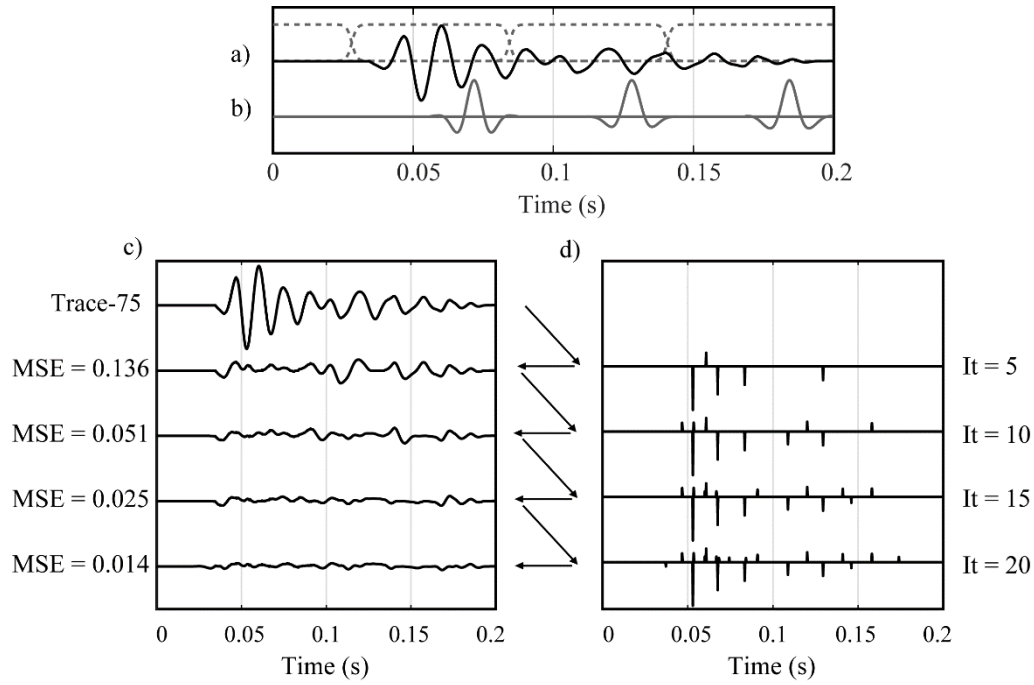 a)
b)
0 0.05 0.1 0.15 0.2
Time (s)
c)
Trace-75
MSE = 0.136
MSE = 0.051
MSE = 0.025
MSE = 0.014
0 0.05 0.1 0.15 0.2
Time (s)
d)
It = 5
It = 10
It = 15
It = 20
0.05 0.1 0.15 0.2
Time (s)